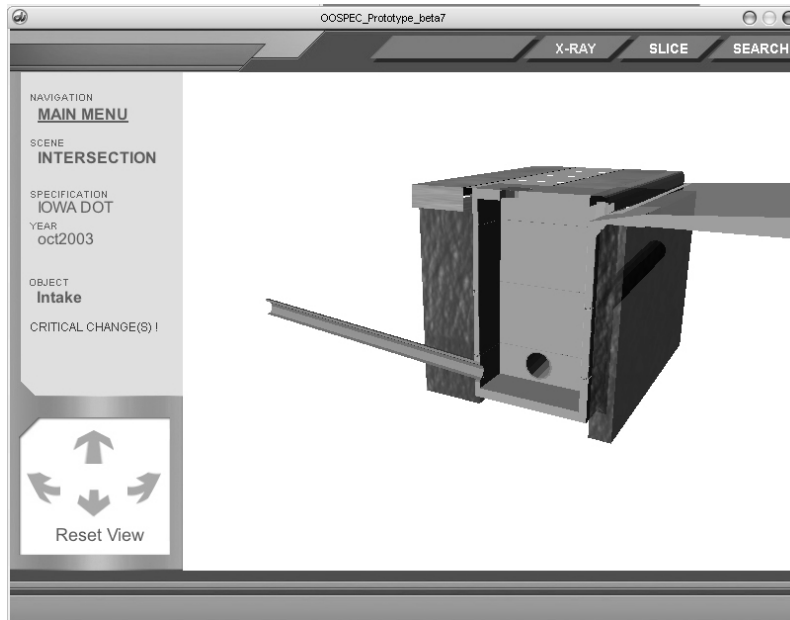 OOSPEC_Prototype_beta7
X-RAY SLICE SEARCH
NAVIGATION
MAIN MENU
SCENE
INTERSECTION
SPECIFICATION
IOWA DOT
YEAR
oct2003
OBJECT
Intake
CRITICAL CHANGE(S) !
Reset View